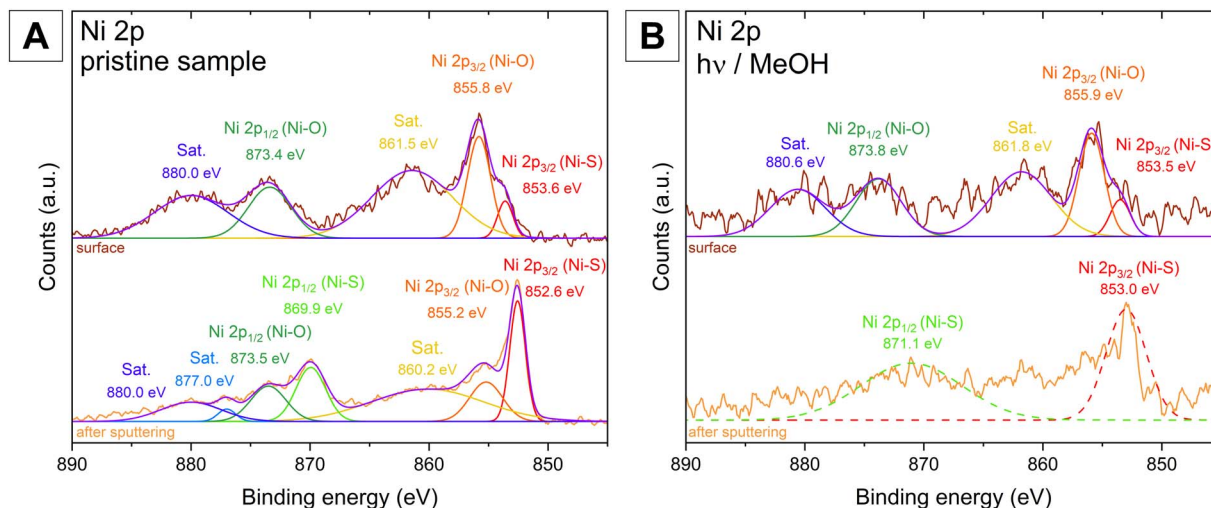 A
Ni 2p
pristine sample
Ni 2p3/2 (Ni-O)
855.8 eV
Ni 2p1/2 (Ni-O)
873.4 eV
Sat.
861.5 eV
Sat.
880.0 eV
Ni 2p3/2 (Ni-S)
853.6 eV
surface
Ni 2p3/2 (Ni-S)
852.6 eV
Ni 2p1/2 (Ni-S)
869.9 eV
Ni 2p3/2 (Ni-O)
855.2 eV
Ni 2p1/2 (Ni-O)
873.5 eV
Sat.
860.2 eV
Sat.
877.0 eV
Sat.
880.0 eV
after sputtering
Counts (a.u.)
890 880 870 860 850
Binding energy (eV)
B
Ni 2p
hν / MeOH
Ni 2p3/2 (Ni-O)
855.9 eV
Sat.
861.8 eV
Ni 2p1/2 (Ni-O)
873.8 eV
Sat.
880.6 eV
Ni 2p3/2 (Ni-S
853.5 eV
surface
Ni 2p3/2 (Ni-S)
853.0 eV
Ni 2p1/2 (Ni-S)
871.1 eV
after sputtering
Counts (a.u.)
890 880 870 860 850
Binding energy (eV)